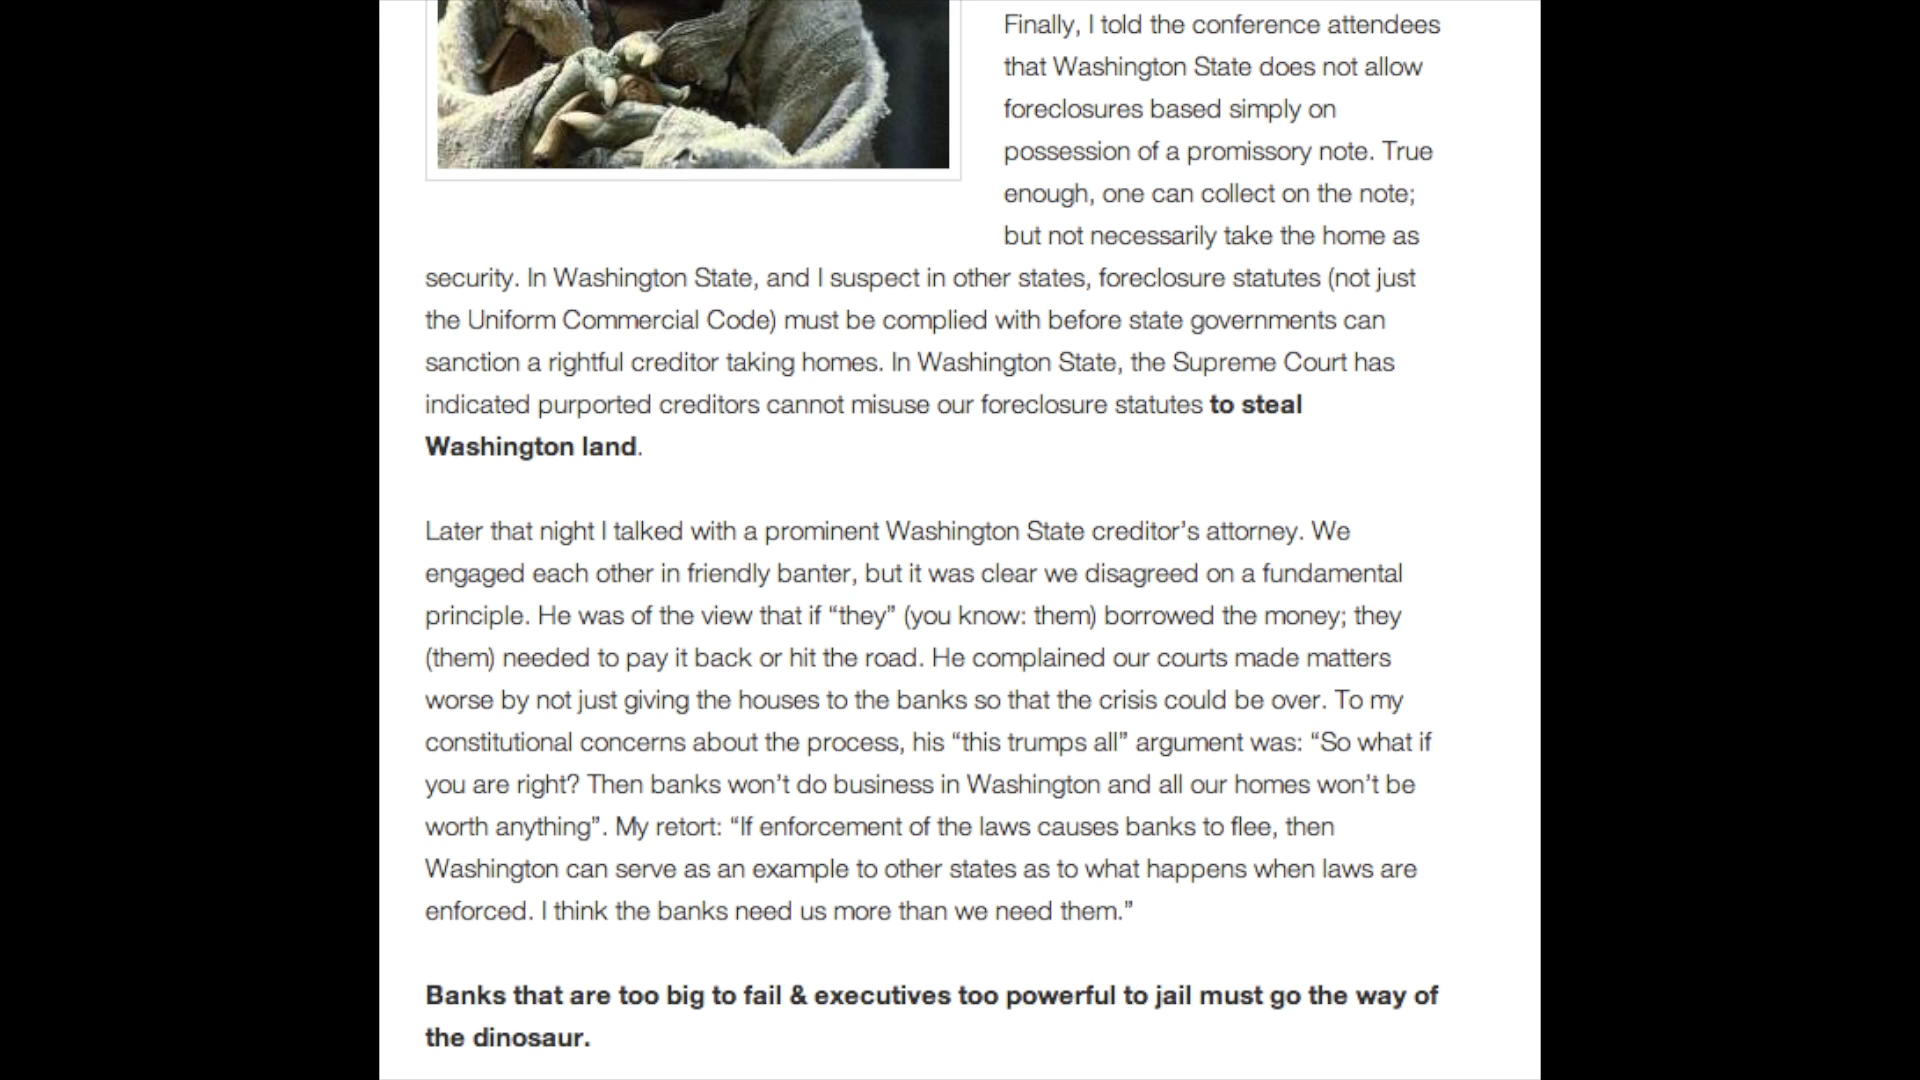 Finally, I told the conference attendees
that Washington State does not allow
foreclosures based simply on
possession of a promissory note. True
enough, one can collect on the note;
but not necessarily take the home as
security. In Washington State, and I suspect in other states, foreclosure statutes (not just
the Uniform Commercial Code) must be complied with before state governments can
sanction a rightful creditor taking homes. In Washington State, the Supreme Court has
indicated purported creditors cannot misuse our foreclosure statutes to steal
Washington land.
Later that night I talked with a prominent Washington State creditor’s attorney. We
engaged each other in friendly banter, but it was clear we disagreed on a fundamental
principle. He was of the view that if “they” (you know: them) borrowed the money; they
(them) needed to pay it back or hit the road. He complained our courts made matters
worse by not just giving the houses to the banks so that the crisis could be over. To my
constitutional concerns about the process, his “this trumps all” argument was: “So what if
you are right? Then banks won’t do business in Washington and all our homes won’t be
worth anything”. My retort: “If enforcement of the laws causes banks to flee, then
Washington can serve as an example to other states as to what happens when laws are
enforced. I think the banks need us more than we need them.”
Banks that are too big to fail & executives too powerful to jail must go the way of
the dinosaur.